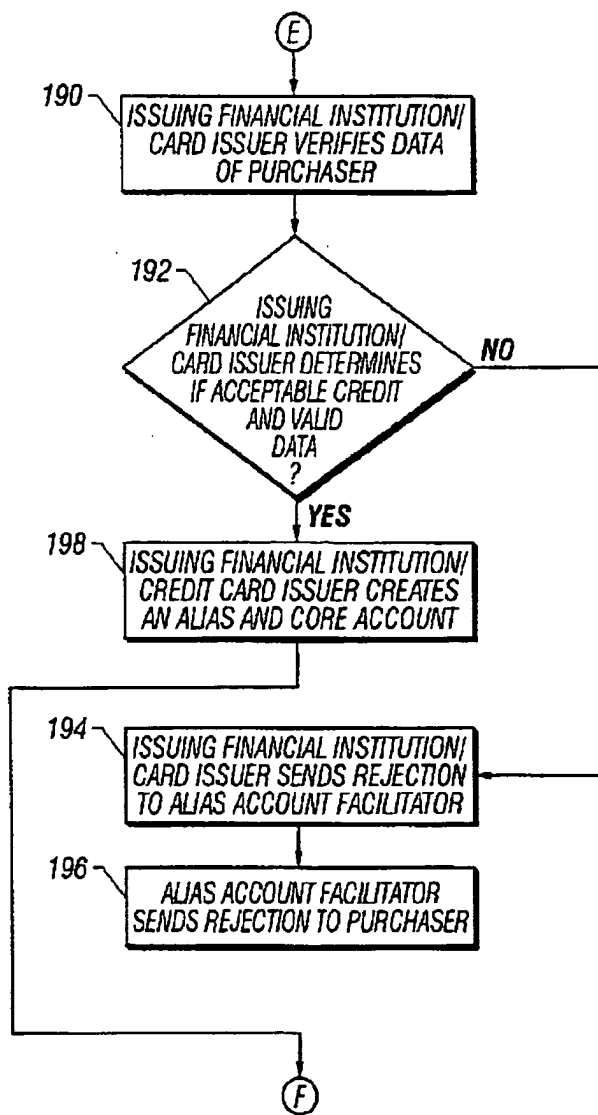 E
190
ISSUING FINANCIAL INSTITUTION/
CARD ISSUER VERIFIES DATA
OF PURCHASER
192
ISSUING
FINANCIAL INSTITUTION/
CARD ISSUER DETERMINES
IF ACCEPTABLE CREDIT
AND VALID
DATA
?
NO
YES
198
ISSUING FINANCIAL INSTITUTION/
CREDIT CARD ISSUER CREATES
AN ALIAS AND CORE ACCOUNT
194
ISSUING FINANCIAL INSTITUTION/
CARD ISSUER SENDS REJECTION
TO ALIAS ACCOUNT FACILITATOR
196
ALIAS ACCOUNT FACILITATOR
SENDS REJECTION TO PURCHASER
F